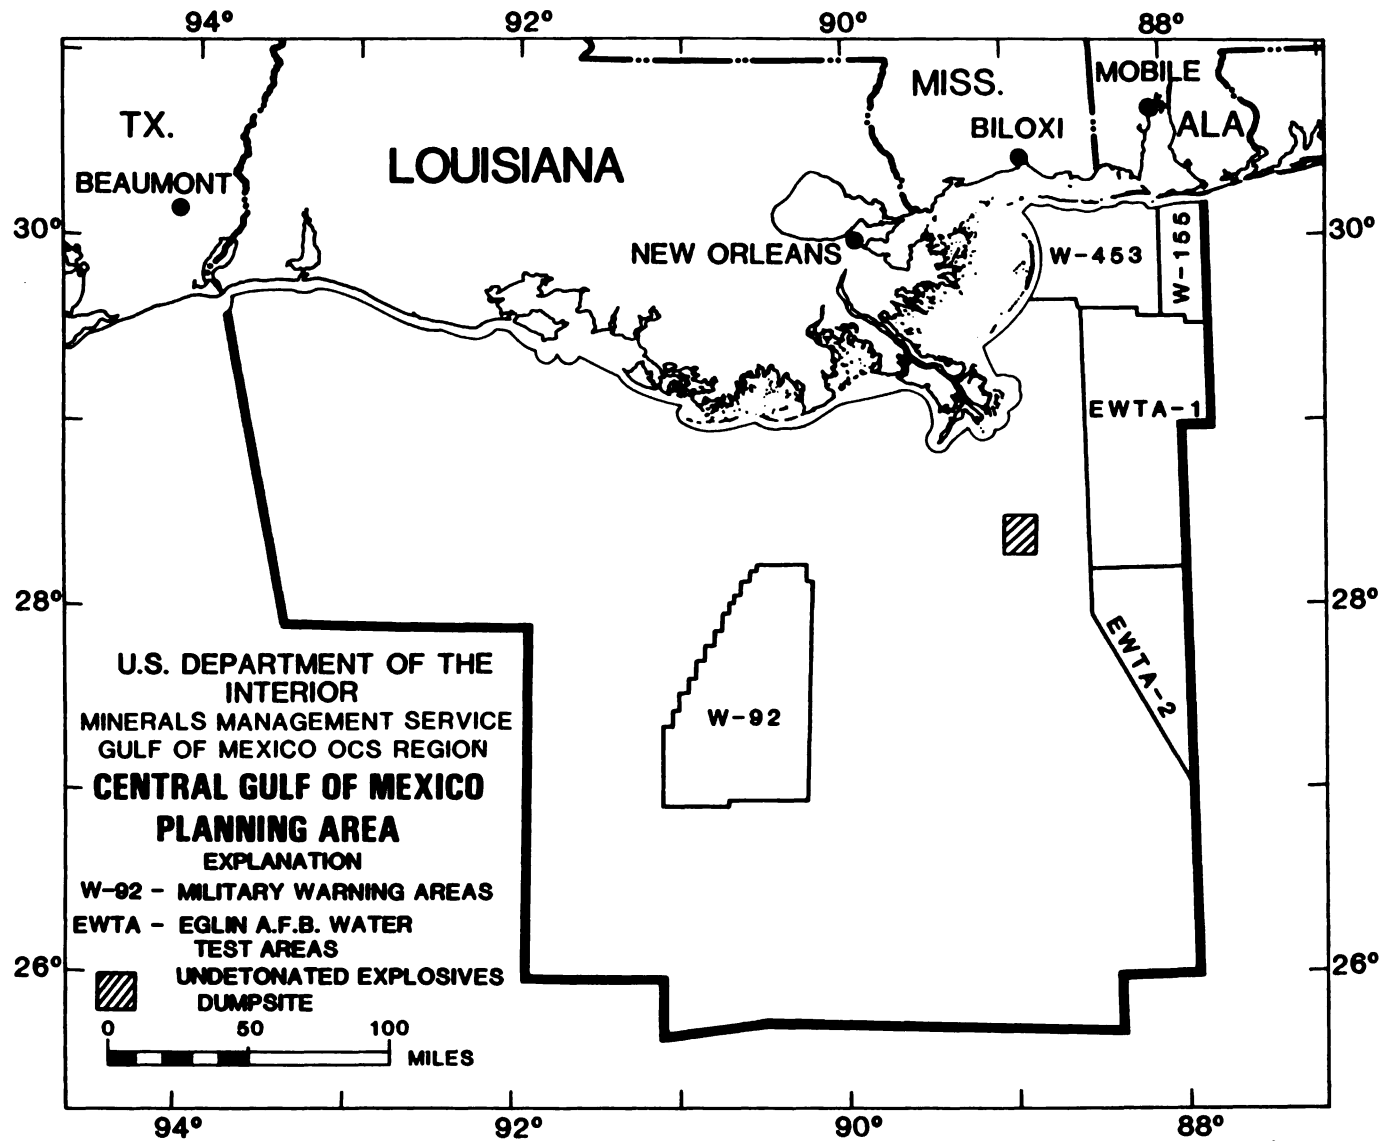 94° 92° 90° 88°
TX.
MISS.
MOBILE
BILOXI
ALA
LOUISIANA
BEAUMONT
30°
NEW ORLEANS
W-453
W-155
30°
EWTA-1
28°
28°
EWTA-2
W-92
U.S. DEPARTMENT OF THE
INTERIOR
MINERALS MANAGEMENT SERVICE
GULF OF MEXICO OCS REGION
CENTRAL GULF OF MEXICO
PLANNING AREA
EXPLANATION
W-92 - MILITARY WARNING AREAS
EWTA - EGLIN A.F.B. WATER
TEST AREAS
26°
26°
UNDETONATED EXPLOSIVES
DUMPSITE
0 50 100
MILES
94° 92° 90° 88°